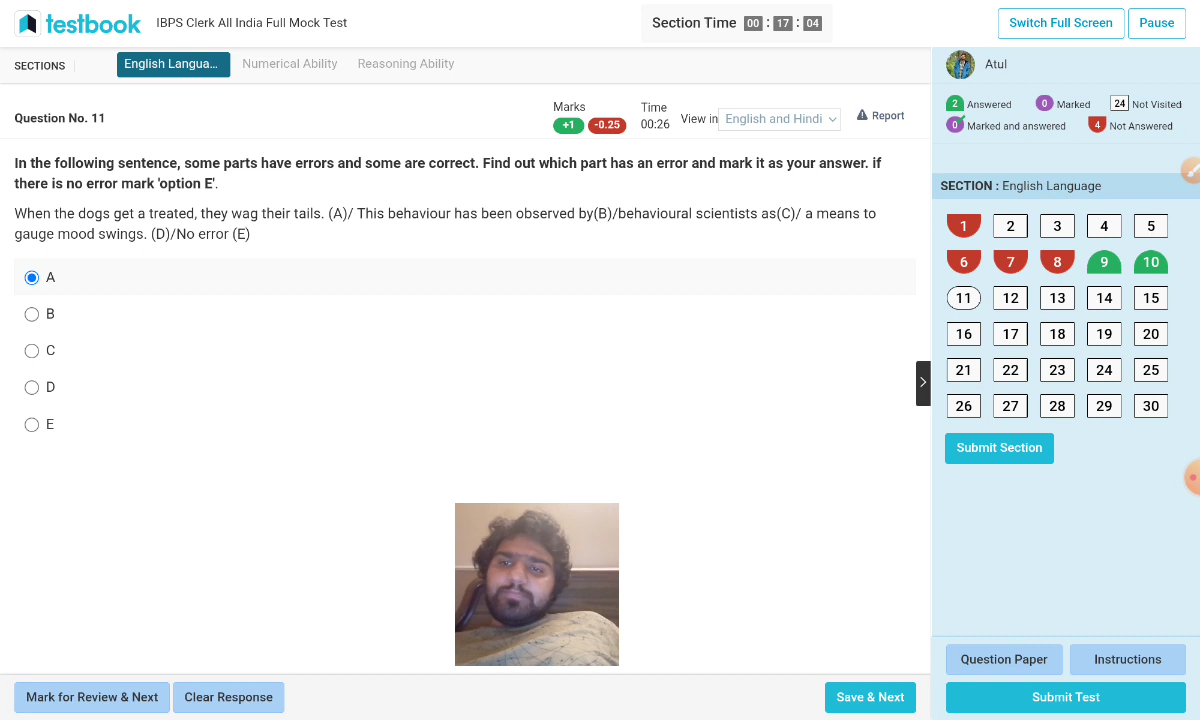 testbook
IBPS Clerk All India Full Mock Test
Section Time 00 : 17 : 04
Switch Full Screen
Pause
SECTIONS
English Langua...
Numerical Ability
Reasoning Ability
Atul
2 Answered
0 Marked
24 Not Visited
0 Marked and answered
4 Not Answered
Question No. 11
Marks
+1 -0.25
Time
00:26
View in English and Hindi
Report
In the following sentence, some parts have errors and some are correct. Find out which part has an error and mark it as your answer. if
there is no error mark 'option E'.
When the dogs get a treated, they wag their tails. (A)/ This behaviour has been observed by(B)/behavioural scientists as(C)/ a means to
gauge mood swings. (D)/No error (E)
A
B
C
D
E
SECTION : English Language
1 2 3 4 5
6 7 8 9 10
11 12 13 14 15
16 17 18 19 20
21 22 23 24 25
26 27 28 29 30
Submit Section
Question Paper
Instructions
Mark for Review & Next
Clear Response
Save & Next
Submit Test